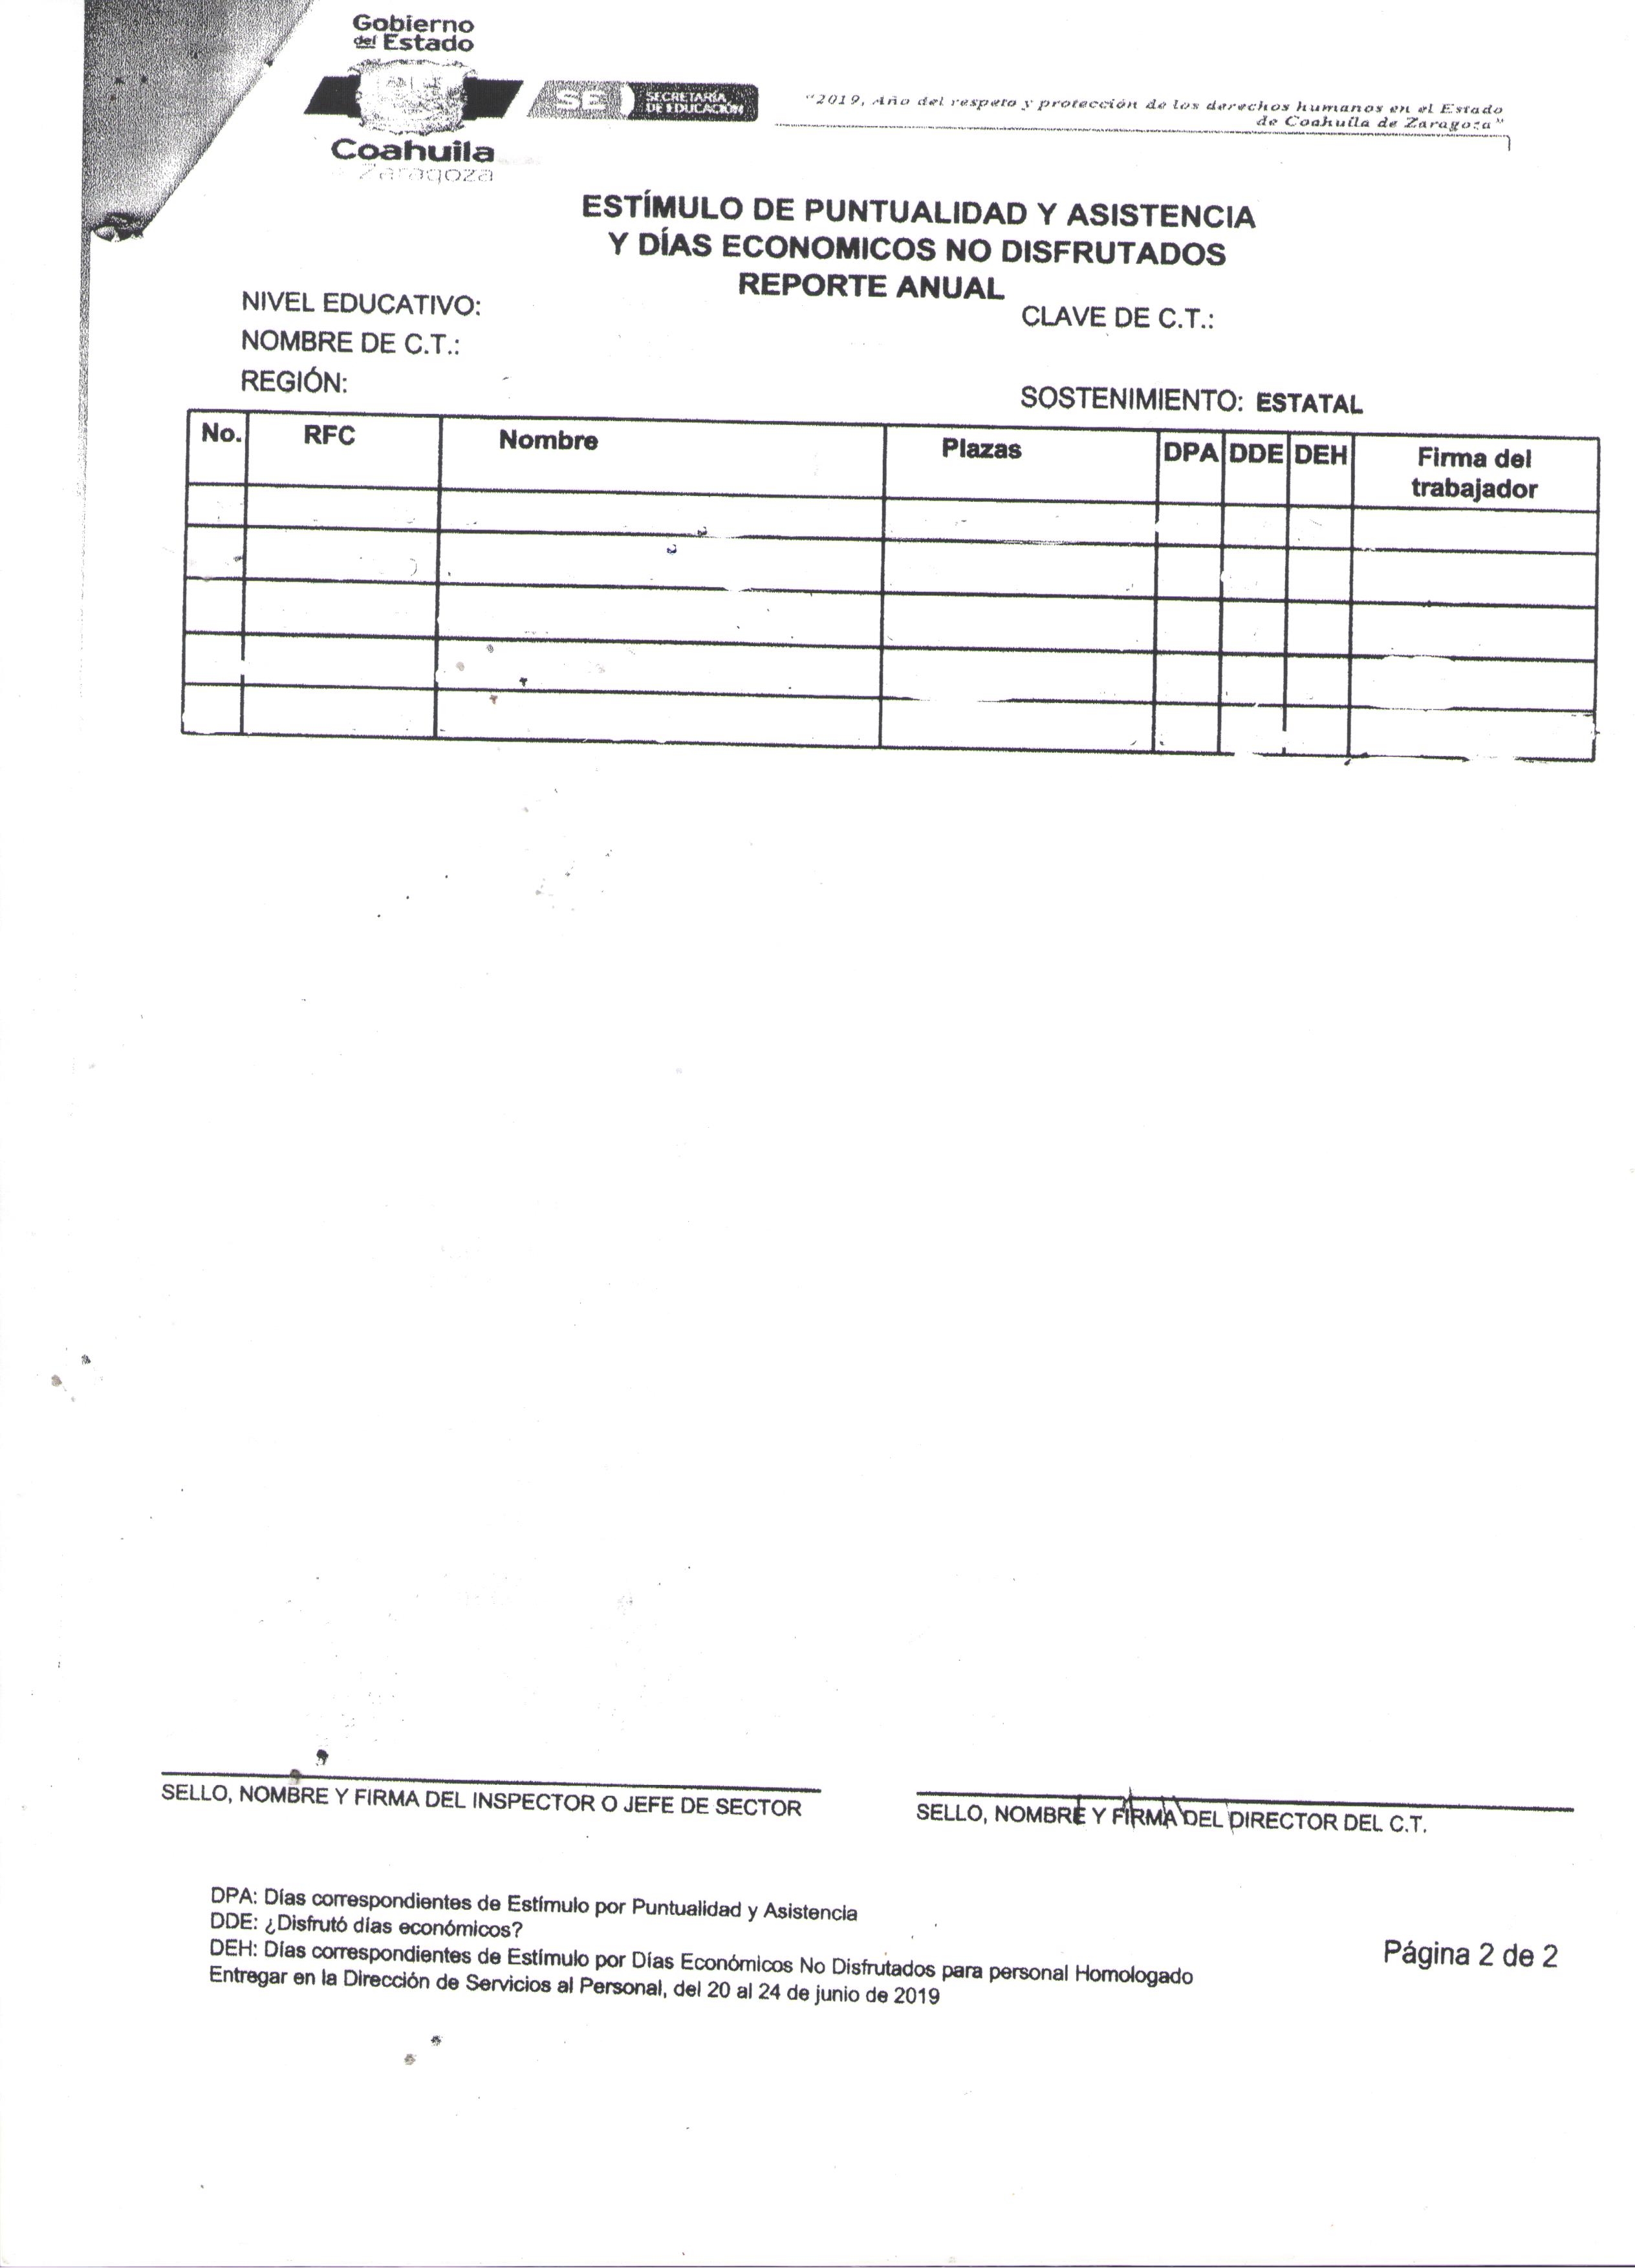 Gobierno
del Estado
Coahuila
Zaragoza
SE SECRETARÍA
DE EDUCACIÓN
"2019, Año del respeto y protección de los derechos humanos en el Estado
de Coahuila de Zaragoza"
ESTÍMULO DE PUNTUALIDAD Y ASISTENCIA
Y DÍAS ECONOMICOS NO DISFRUTADOS
REPORTE ANUAL
NIVEL EDUCATIVO:
CLAVE DE C.T.:
NOMBRE DE C.T.:
REGIÓN:
SOSTENIMIENTO: ESTATAL
No. RFC Nombre Plazas DPA DDE DEH Firma del
trabajador
SELLO, NOMBRE Y FIRMA DEL INSPECTOR O JEFE DE SECTOR
SELLO, NOMBRE Y FIRMA DEL DIRECTOR DEL C.T.
DPA: Días correspondientes de Estímulo por Puntualidad y Asistencia
DDE: ¿Disfrutó días económicos?
DEH: Días correspondientes de Estímulo por Días Económicos No Disfrutados para personal Homologado
Entregar en la Dirección de Servicios al Personal, del 20 al 24 de junio de 2019
Página 2 de 2